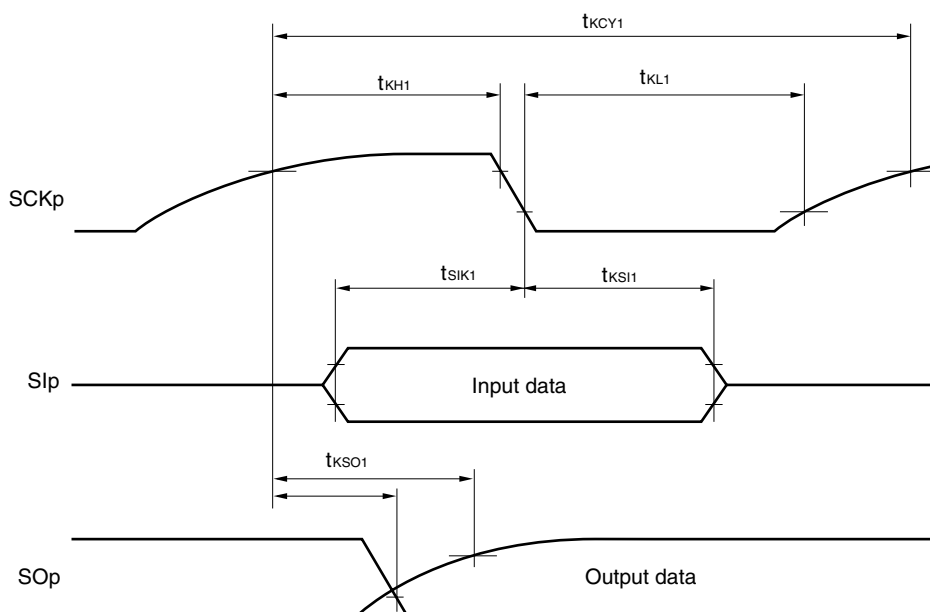 tKCY1
tKH1
tKL1
SCKp
tSIK1
tKSI1
SIp
Input data
tKSO1
SOp
Output data